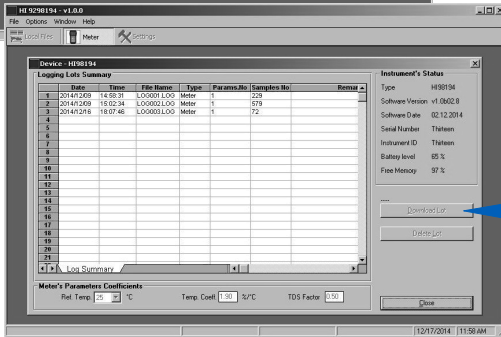 HI 9298194 - v1.0.0
File Options Window Help
Local Files Meter Settings
Device - HI98194
Logging Lots Summary
Date Time File Name Type Params.No Samples No Remar
1 2014/12/09 14:58:31 LOG001.LOG Meter 1 229
2 2014/12/09 15:02:34 LOG002.LOG Meter 1 579
3 2014/12/16 18:07:46 LOG003.LOG Meter 1 72
4
5
6
7
8
9
10
11
12
13
14
15
16
17
18
19
20
21
Log Summary
Instrument's Status
Type HI98194
Software Version v1.0b02.8
Software Date 02.12.2014
Serial Number Thirteen
Instrument ID Thirteen
Battery level 65 %
Free Memory 97 %
Download Lot
Delete Lot
Meter's Parameters Coefficients
Ref. Temp. 25 °C Temp. Coeff. 1.90 %/°C TDS Factor 0.50
Close
12/17/2014 11:58 AM